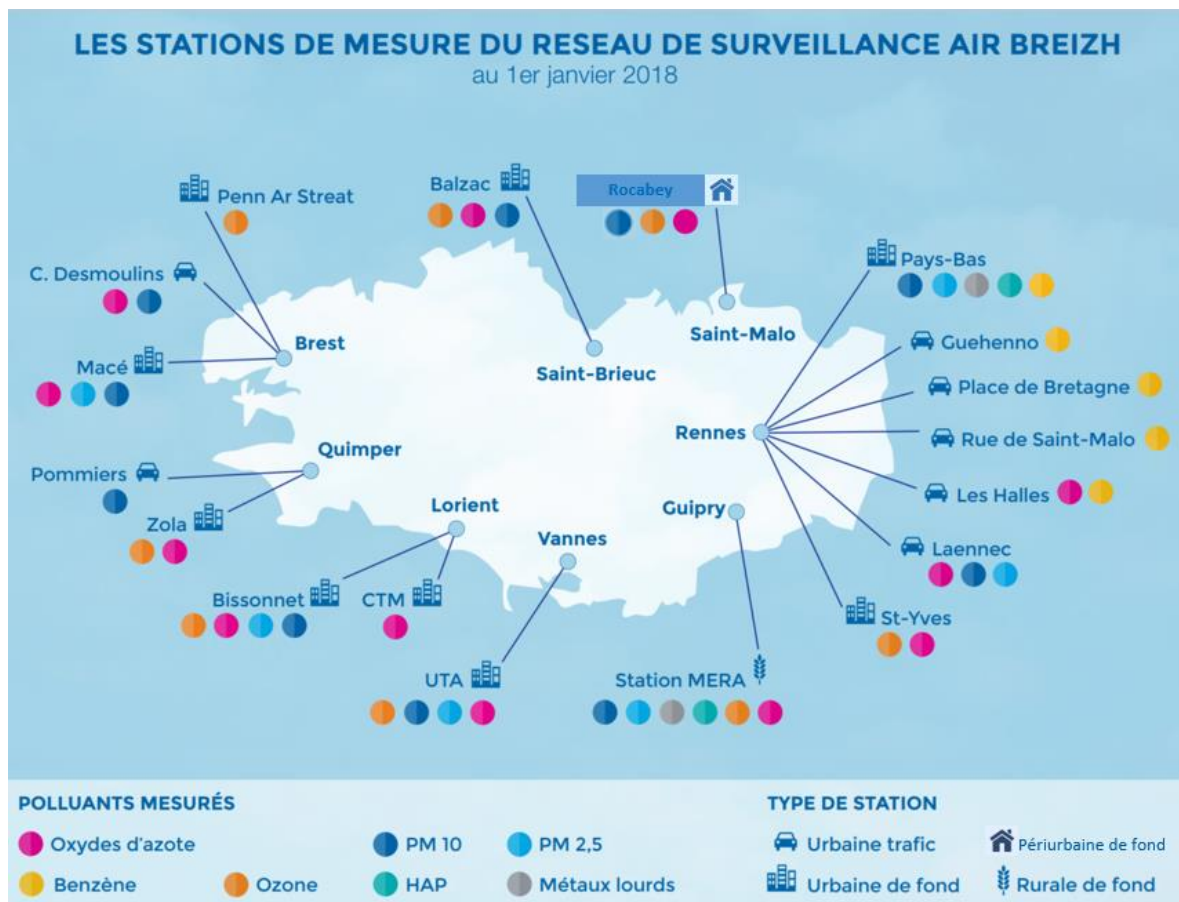 LES STATIONS DE MESURE DU RESEAU DE SURVEILLANCE AIR BREIZH
au 1er janvier 2018
Penn Ar Streat
Balzac
Rocabey
C. Desmoulins
Pays-Bas
Macé
Brest
Saint-Brieuc
Saint-Malo
Guehenno
Place de Bretagne
Rennes
Rue de Saint-Malo
Pommiers
Quimper
Les Halles
Zola
Lorient
Vannes
Guipry
Laennec
Bissonnet
CTM
St-Yves
UTA
Station MERA
POLLUANTS MESURÉS
Oxydes d'azote
PM 10
PM 2,5
Benzène
Ozone
HAP
Métaux lourds
TYPE DE STATION
Urbaine trafic
Périurbaine de fond
Urbaine de fond
Rurale de fond